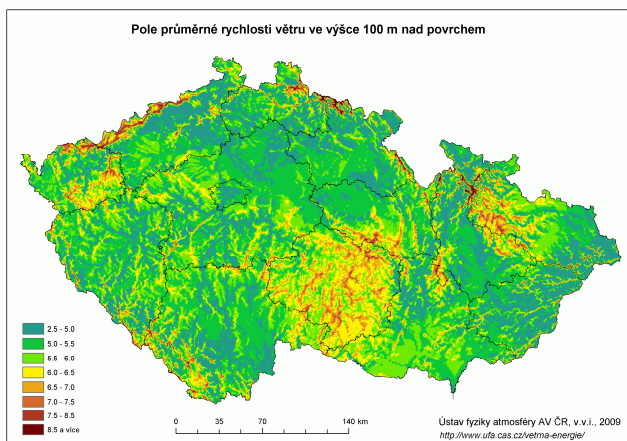 Pole průměrné rychlosti větru ve výšce 100 m nad povrchem
2.5 - 5.0
5.0 - 5.5
5.5 - 6.0
6.0 - 6.5
6.5 - 7.0
7.0 - 7.5
7.5 - 8.5
8.5 a více
0 35 70 140 km
Ústav fyziky atmosféry AV ČR, v.v.i., 2009
http://www.ufa.cas.cz/vetrna-energie/